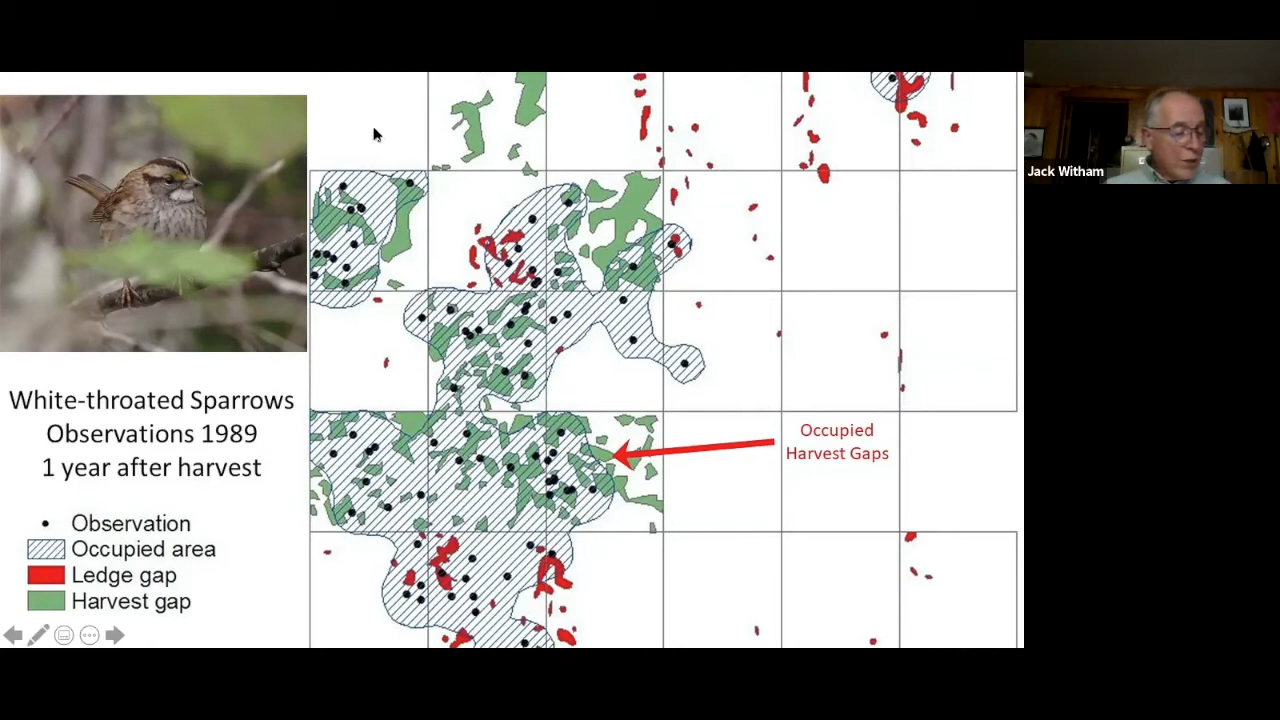 White-throated Sparrows
Observations 1989
1 year after harvest
Observation
Occupied area
Ledge gap
Harvest gap
Occupied
Harvest Gaps
Jack Witham